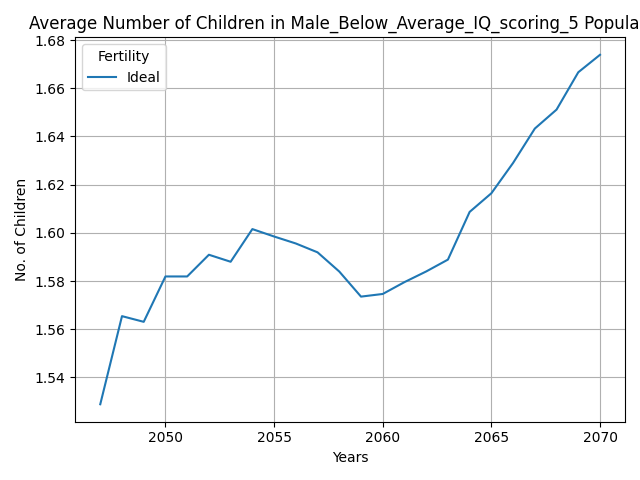 Average Number of Children in Male_Below_Average_IQ_scoring_5 Popula
Fertility
Ideal
No. of Children
1.68
1.66
1.64
1.62
1.60
1.58
1.56
1.54
2050 2055 2060 2065 2070
Years